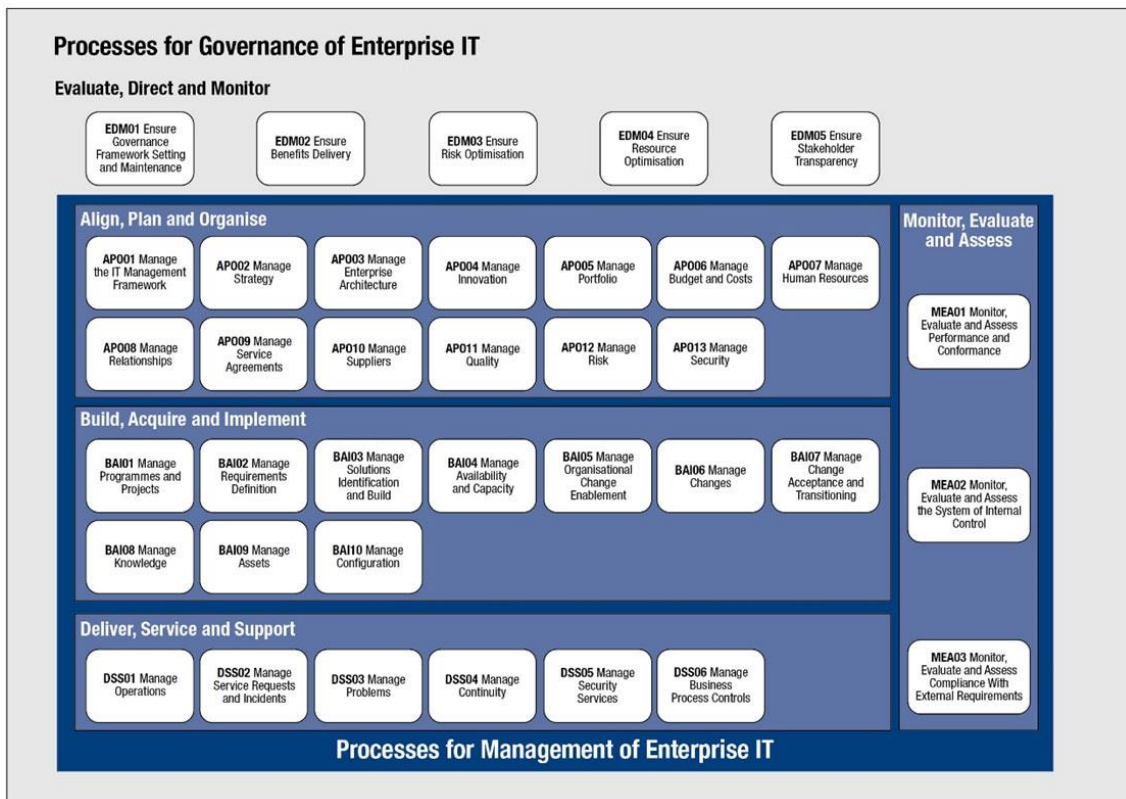 Processes for Governance of Enterprise IT
Evaluate, Direct and Monitor
EDM01 Ensure
Governance
Framework Setting
and Maintenance
EDM02 Ensure
Benefits Delivery
EDM03 Ensure
Risk Optimisation
EDM04 Ensure
Resource
Optimisation
EDM05 Ensure
Stakeholder
Transparency
Align, Plan and Organise
APO01 Manage
the IT Management
Framework
APO02 Manage
Strategy
APO03 Manage
Enterprise
Architecture
APO04 Manage
Innovation
APO05 Manage
Portfolio
APO06 Manage
Budget and Costs
APO07 Manage
Human Resources
APO08 Manage
Relationships
APO09 Manage
Service
Agreements
APO10 Manage
Suppliers
APO11 Manage
Quality
APO12 Manage
Risk
APO13 Manage
Security
Build, Acquire and Implement
BAI01 Manage
Programmes and
Projects
BAI02 Manage
Requirements
Definition
BAI03 Manage
Solutions
Identification
and Build
BAI04 Manage
Availability
and Capacity
BAI05 Manage
Organisational
Change
Enablement
BAI06 Manage
Changes
BAI07 Manage
Change
Acceptance and
Transitioning
BAI08 Manage
Knowledge
BAI09 Manage
Assets
BAI10 Manage
Configuration
Deliver, Service and Support
DSS01 Manage
Operations
DSS02 Manage
Service Requests
and Incidents
DSS03 Manage
Problems
DSS04 Manage
Continuity
DSS05 Manage
Security
Services
DSS06 Manage
Business
Process Controls
Monitor, Evaluate
and Assess
MEA01 Monitor,
Evaluate and Assess
Performance and
Conformance
MEA02 Monitor,
Evaluate and Assess
the System of Internal
Control
MEA03 Monitor,
Evaluate and Assess
Compliance With
External Requirements
Processes for Management of Enterprise IT